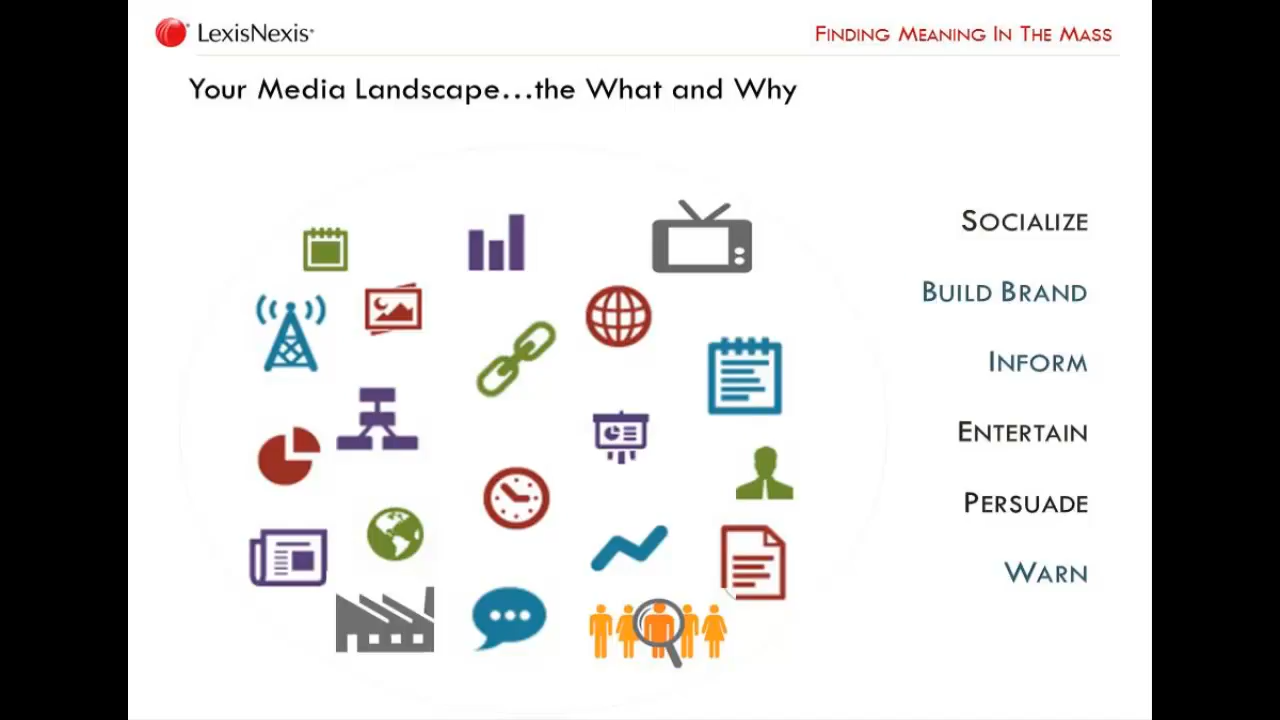 LexisNexis®
FINDING MEANING IN THE MASS
Your Media Landscape...the What and Why
SOCIALIZE
BUILD BRAND
INFORM
ENTERTAIN
PERSUADE
WARN